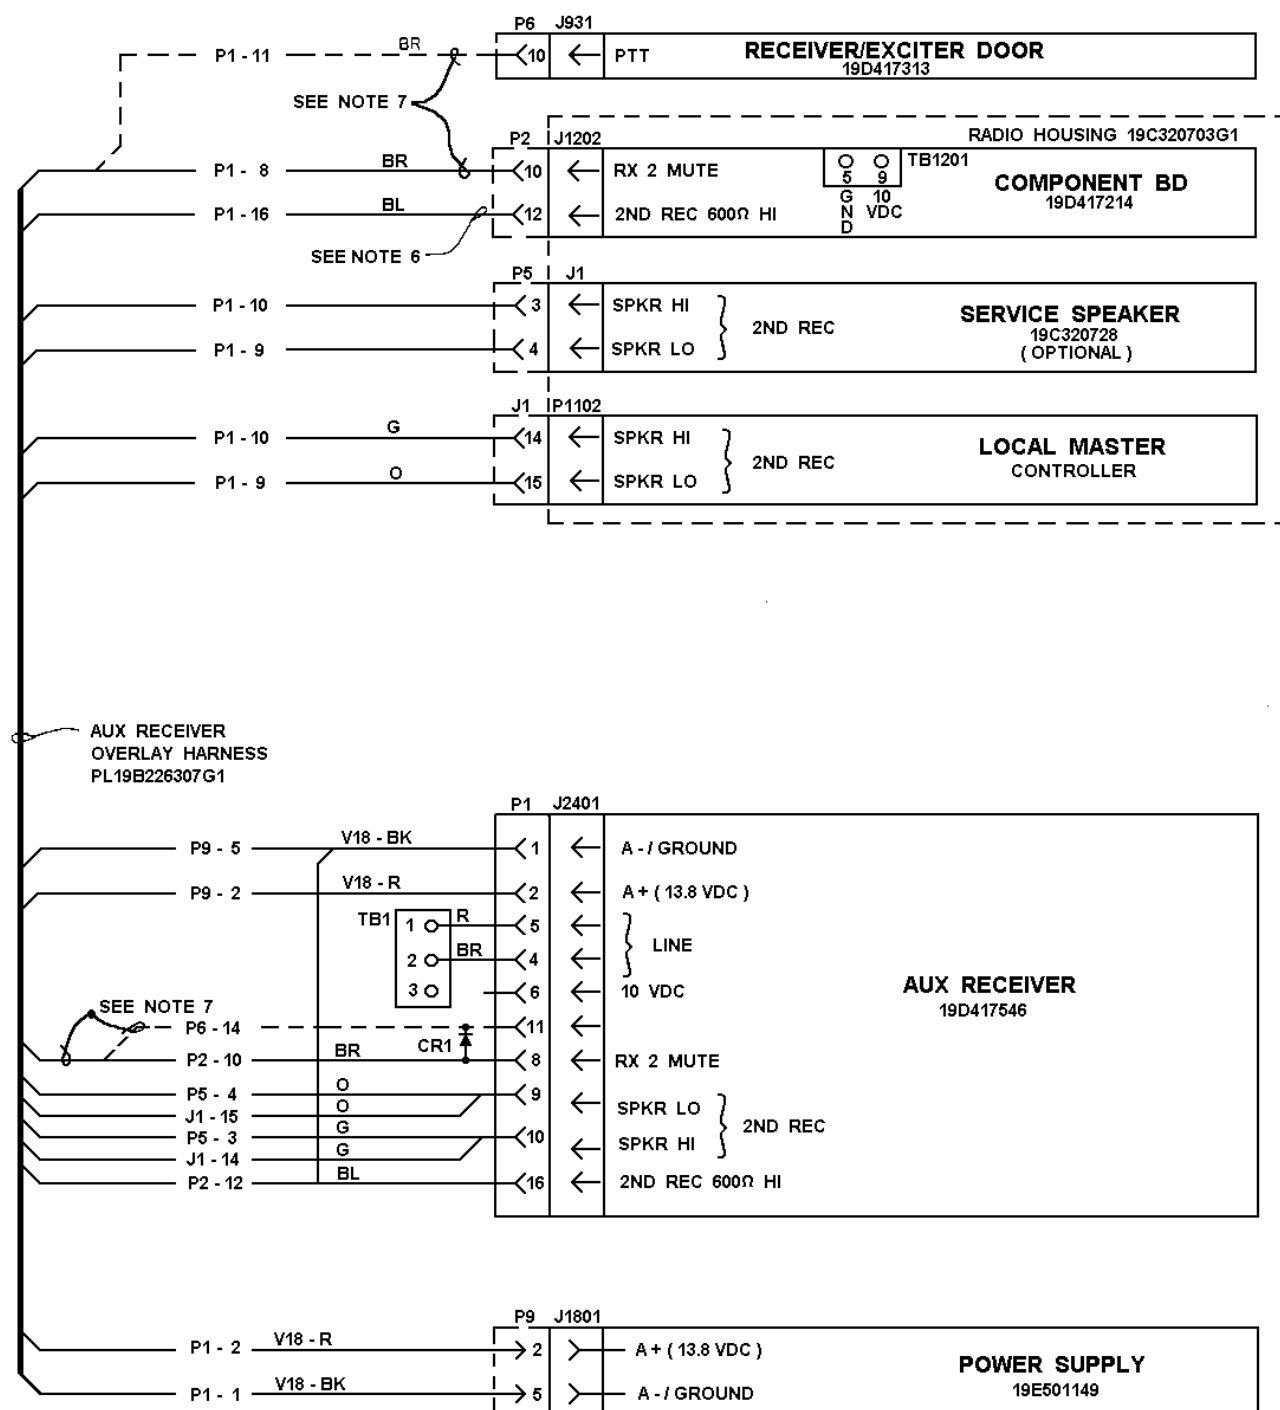 P6 J931
P1 - 11 BR 10 PTT RECEIVER/EXCITER DOOR
19D417313
SEE NOTE 7
RADIO HOUSING 19C320703G1
P2 J1202
P1 - 8 BR 10 RX 2 MUTE 5 9 TB1201 COMPONENT BD
19D417214
GND 10 VDC
P1 - 16 BL 12 2ND REC 600Ω HI
SEE NOTE 6
P5 J1
P1 - 10 3 SPKR HI
2ND REC
P1 - 9 4 SPKR LO
SERVICE SPEAKER
19C320728
( OPTIONAL )
J1 P1102
P1 - 10 G 14 SPKR HI
2ND REC
P1 - 9 O 15 SPKR LO
LOCAL MASTER
CONTROLLER
AUX RECEIVER
OVERLAY HARNESS
PL19B226307G1
P1 J2401
P9 - 5 V18 - BK 1 A - / GROUND
P9 - 2 V18 - R 2 A + ( 13.8 VDC )
TB1 1 R 5
LINE
2 BR 4
3 6 10 VDC
AUX RECEIVER
19D417546
SEE NOTE 7
P6 - 14 11
CR1
P2 - 10 BR 8 RX 2 MUTE
P5 - 4 O 9 SPKR LO
J1 - 15 O
2ND REC
P5 - 3 G 10 SPKR HI
J1 - 14 G
P2 - 12 BL 16 2ND REC 600Ω HI
P9 J1801
P1 - 2 V18 - R 2 A + ( 13.8 VDC )
P1 - 1 V18 - BK 5 A - / GROUND
POWER SUPPLY
19E501149